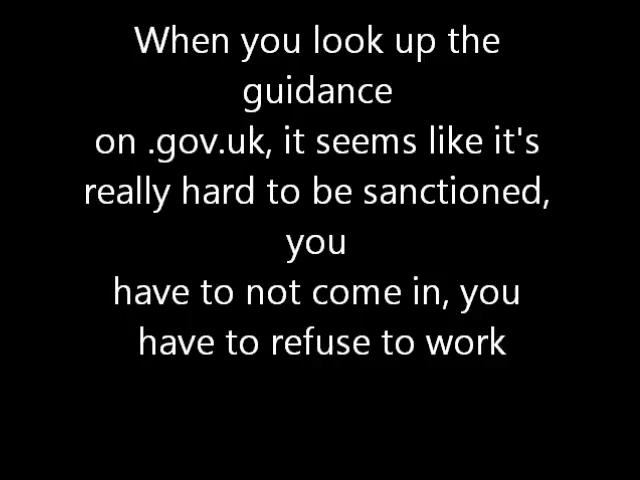 When you look up the
guidance
on .gov.uk, it seems like it's
really hard to be sanctioned,
you
have to not come in, you
have to refuse to work